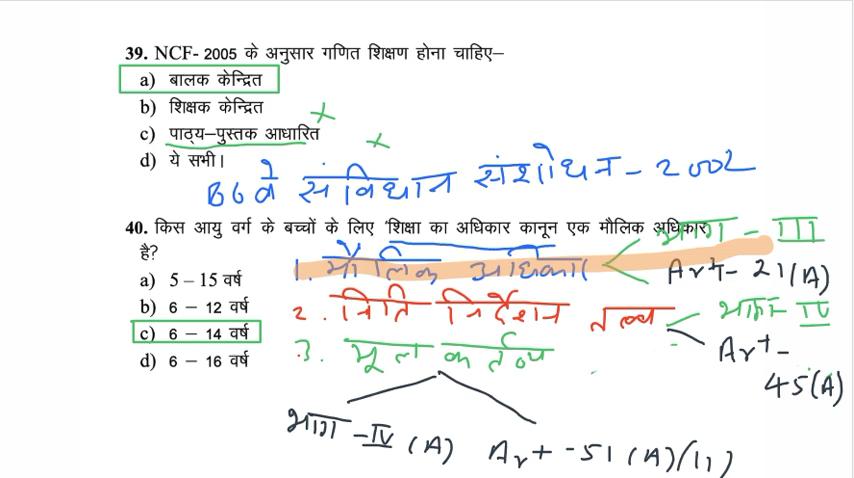 39. NCF- 2005 के अनुसार गणित शिक्षण होना चाहिए–
a) बालक केन्द्रित
b) शिक्षक केन्द्रित
c) पाठ्य–पुस्तक आधारित
d) ये सभी।
86वे संविधान संशोधन - 2002
40. किस आयु वर्ग के बच्चों के लिए 'शिक्षा का अधिकार कानून एक मौलिक अधिकार
है?
भाग - III
1. मौलिक अधिकार
Art - 21(A)
a) 5 – 15 वर्ष
b) 6 – 12 वर्ष
2. निति निर्देशन तत्व
भाग IV
c) 6 – 14 वर्ष
3. मूल कर्तव्य
Art -
45(A)
d) 6 – 16 वर्ष
भाग - IV (A)
Art - 51 (A)(11)